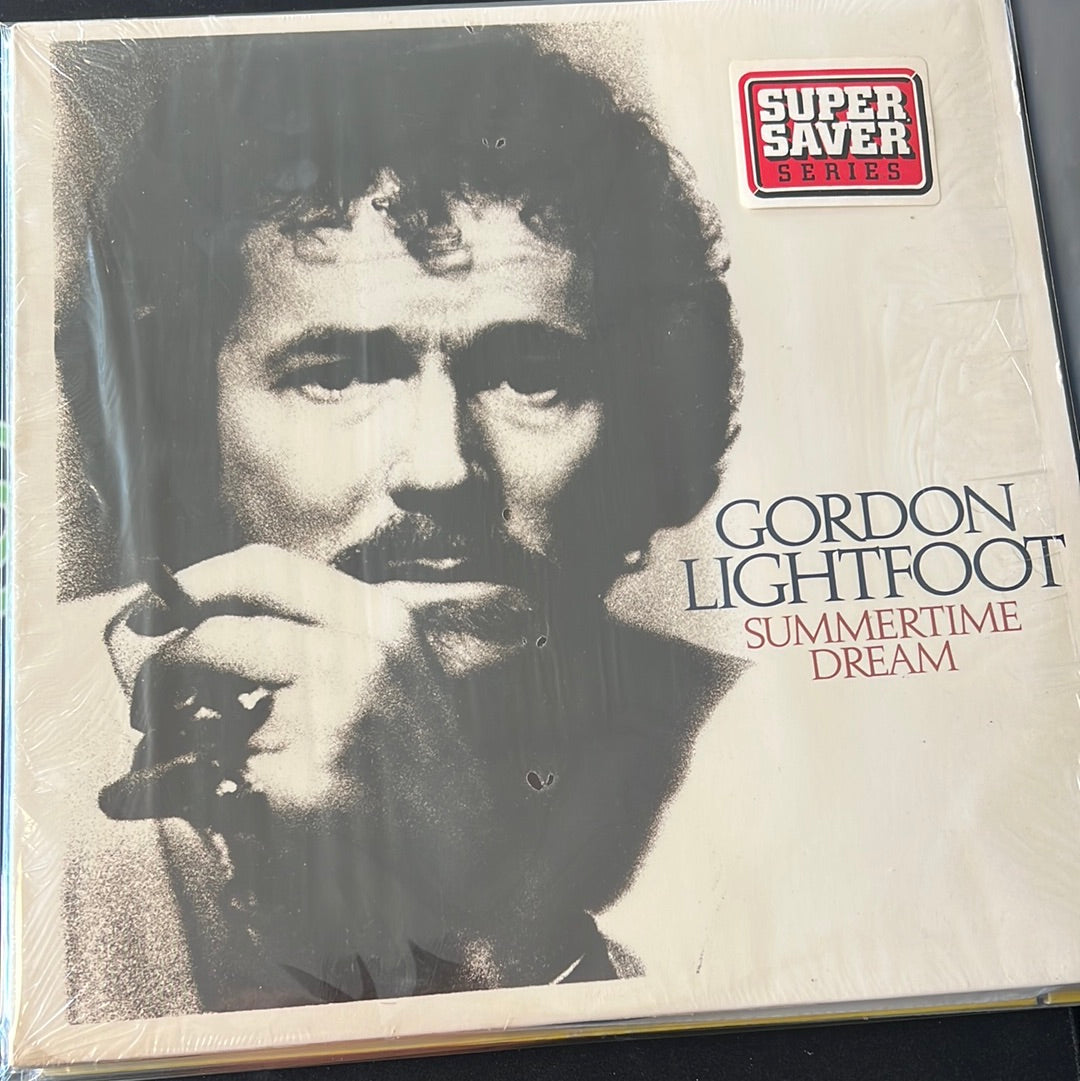 SUPER
SAVER
SERIES
GORDON
LIGHTFOOT
SUMMERTIME
DREAM